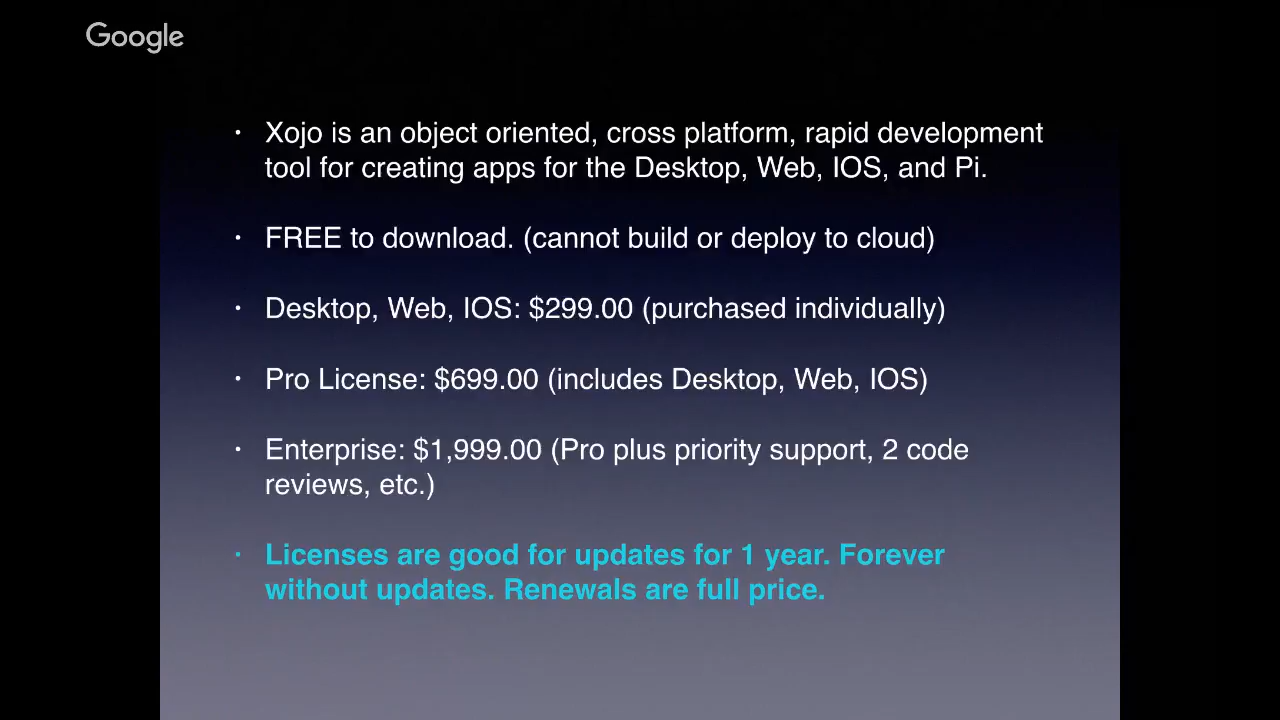 Google
• Xojo is an object oriented, cross platform, rapid development
tool for creating apps for the Desktop, Web, IOS, and Pi.
• FREE to download. (cannot build or deploy to cloud)
• Desktop, Web, IOS: $299.00 (purchased individually)
• Pro License: $699.00 (includes Desktop, Web, IOS)
• Enterprise: $1,999.00 (Pro plus priority support, 2 code
reviews, etc.)
• Licenses are good for updates for 1 year. Forever
without updates. Renewals are full price.